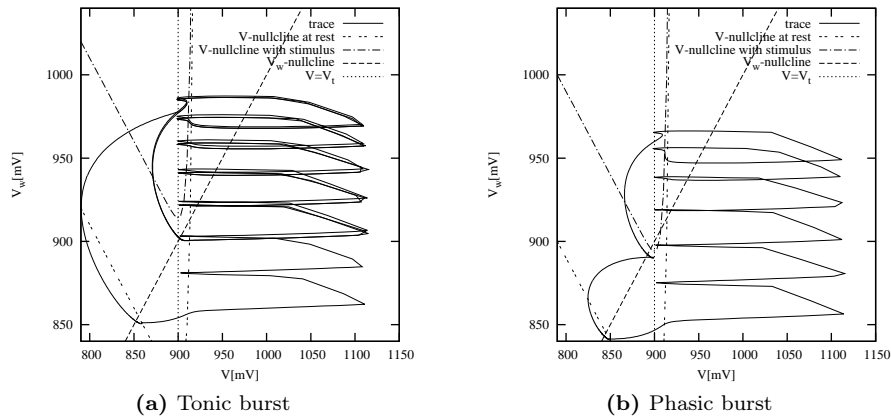 trace
V-nullcline at rest
V-nullcline with stimulus
V_w-nullcline
V=V_t
1000
950
900
850
V_w[mV]
800 850 900 950 1000 1050 1100 1150
V[mV]
(a) Tonic burst
trace
V-nullcline at rest
V-nullcline with stimulus
V_w-nullcline
V=V_t
1000
950
900
850
V_w[mV]
800 850 900 950 1000 1050 1100 1150
V[mV]
(b) Phasic burst